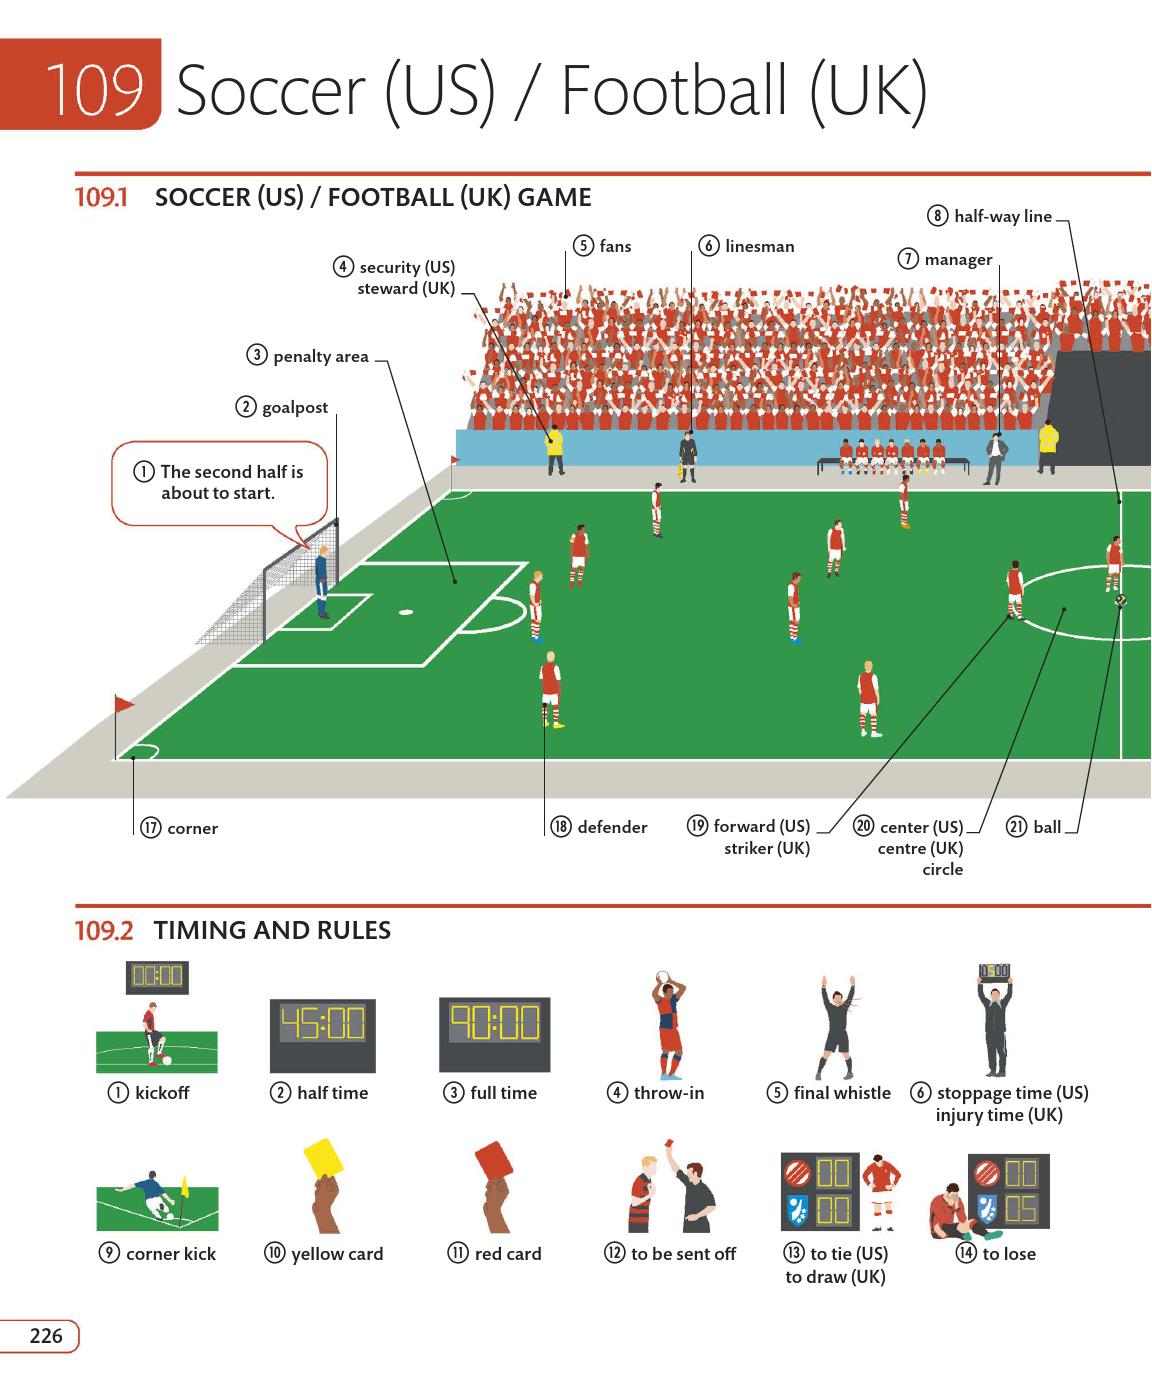 109 Soccer (US) / Football (UK)
109.1 SOCCER (US) / FOOTBALL (UK) GAME
8 half-way line
5 fans
6 linesman
7 manager
4 security (US)
steward (UK)
3 penalty area
2 goalpost
1 The second half is
about to start.
17 corner
18 defender
19 forward (US)
striker (UK)
20 center (US)
centre (UK)
circle
21 ball
109.2 TIMING AND RULES
00:00
45:00
90:00
05:00
1 kickoff
2 half time
3 full time
4 throw-in
5 final whistle
6 stoppage time (US)
injury time (UK)
00
00
00
05
9 corner kick
10 yellow card
11 red card
12 to be sent off
13 to tie (US)
to draw (UK)
14 to lose
226